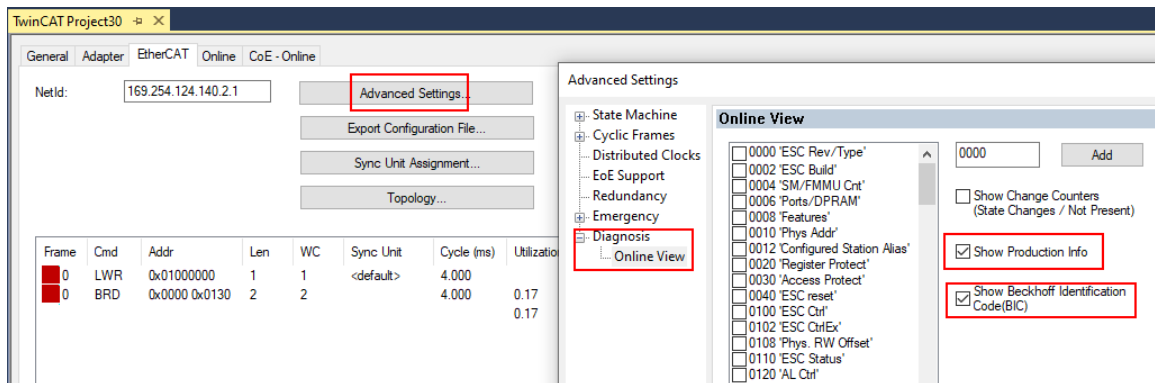 TwinCAT Project30
General Adapter EtherCAT Online CoE - Online
NetId: 169.254.124.140.2.1
Advanced Settings...
Export Configuration File...
Sync Unit Assignment...
Topology...
Frame Cmd Addr Len WC Sync Unit Cycle (ms) Utilizatio
0 LWR 0x01000000 1 1 <default> 4.000
0 BRD 0x0000 0x0130 2 2 4.000 0.17
0.17
Advanced Settings
State Machine
Cyclic Frames
Distributed Clocks
EoE Support
Redundancy
Emergency
Diagnosis
Online View
Online View
0000 'ESC Rev/Type'
0002 'ESC Build'
0004 'SM/FMMU Cnt'
0006 'Ports/DPRAM'
0008 'Features'
0010 'Phys Addr'
0012 'Configured Station Alias'
0020 'Register Protect'
0030 'Access Protect'
0040 'ESC reset'
0100 'ESC Ctrl'
0102 'ESC CtrlEx'
0108 'Phys. RW Offset'
0110 'ESC Status'
0120 'AL Ctrl'
0000 Add
Show Change Counters
(State Changes / Not Present)
Show Production Info
Show Beckhoff Identification
Code(BIC)